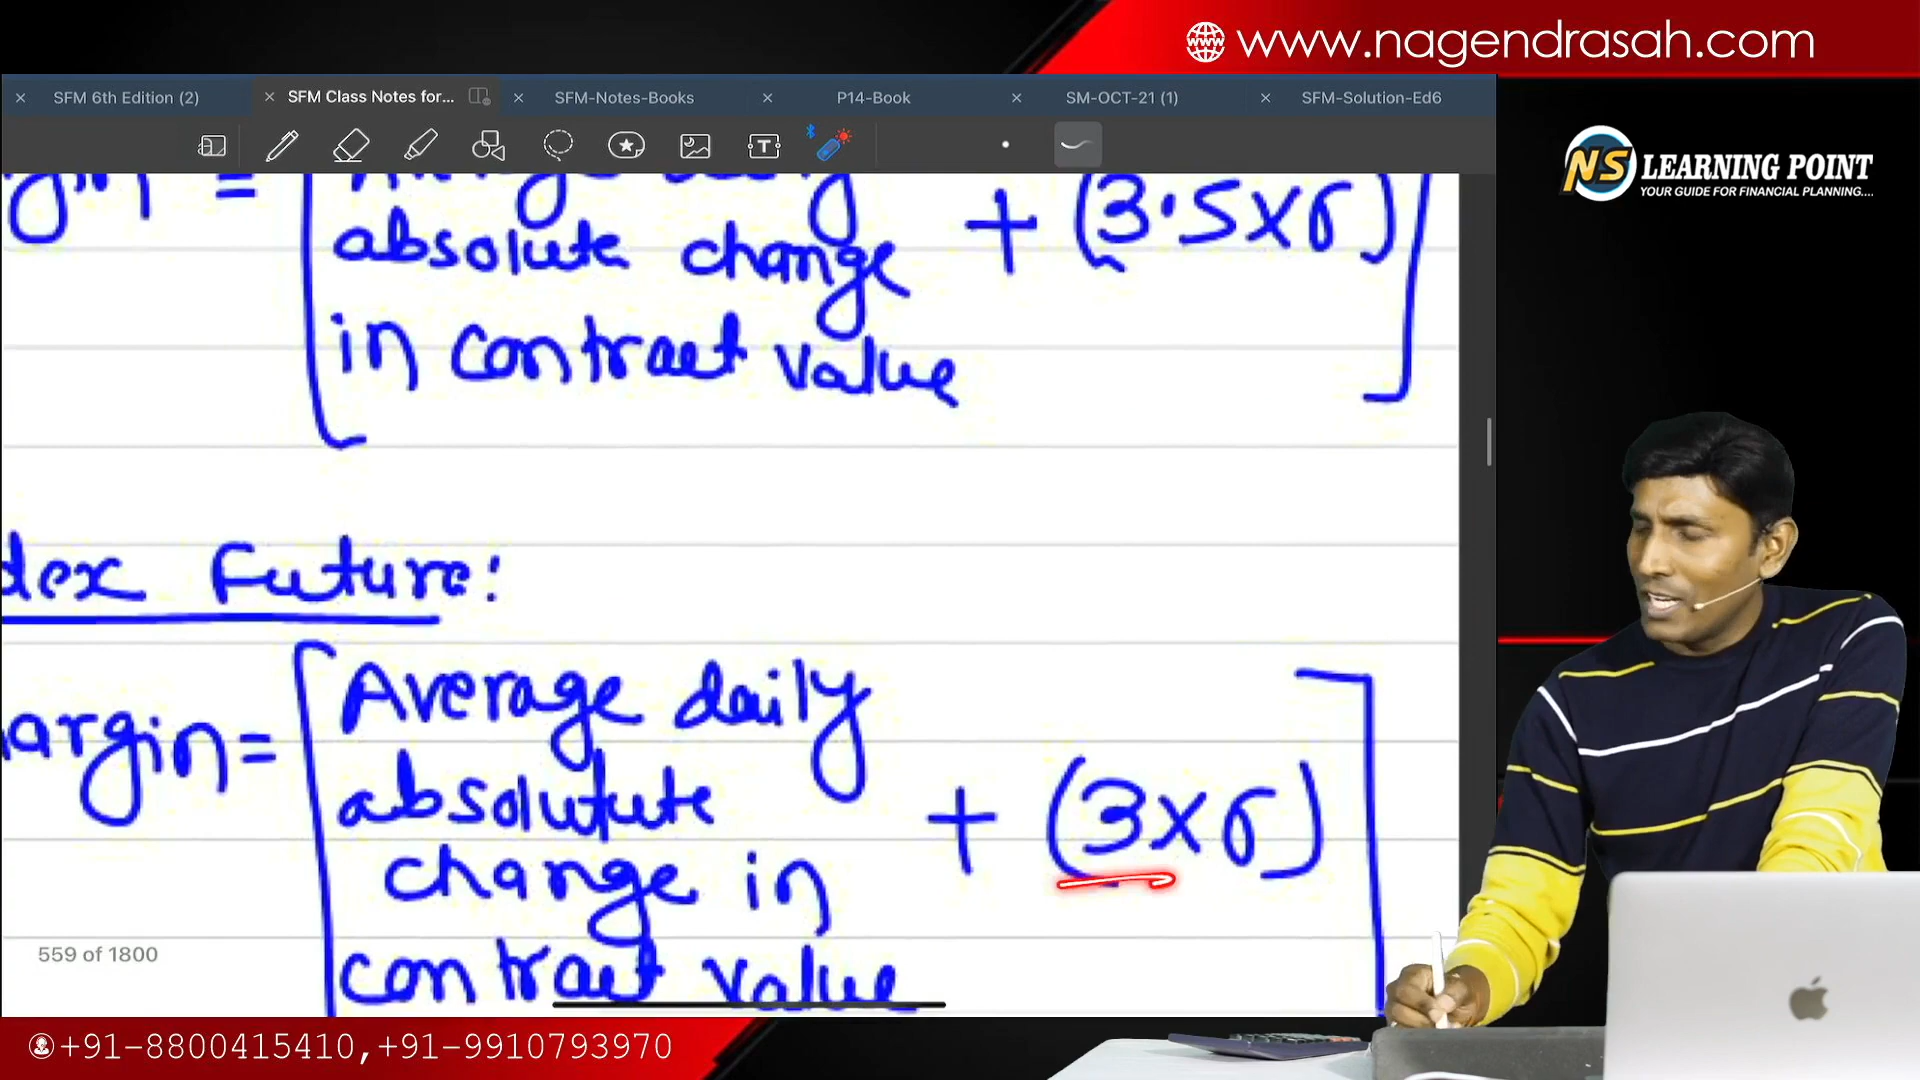 www.nagendrasah.com
SFM 6th Edition (2)
SFM Class Notes for...
SFM-Notes-Books
P14-Book
SM-OCT-21 (1)
SFM-Solution-Ed6
NS LEARNING POINT
YOUR GUIDE FOR FINANCIAL PLANNING....
gin = + (3.5×σ)
absolute change
in contract value
dex Future:
Average daily
argin = + (3×σ)
absolutute
change in
559 of 1800
contract value
+91-8800415410,+91-9910793970